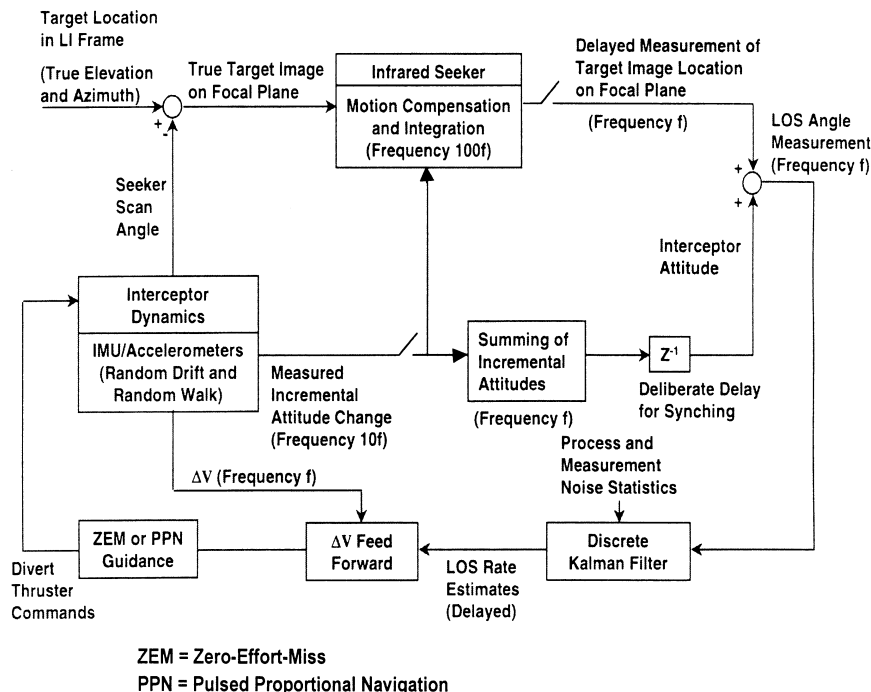 Target Location
in LI Frame
(True Elevation
and Azimuth)
+
-
True Target Image
on Focal Plane
Infrared Seeker
Motion Compensation
and Integration
(Frequency 100f)
Delayed Measurement of
Target Image Location
on Focal Plane
(Frequency f)
LOS Angle
Measurement
(Frequency f)
+
+
Seeker
Scan
Angle
Interceptor
Attitude
Interceptor
Dynamics
IMU/Accelerometers
(Random Drift and
Random Walk)
Measured
Incremental
Attitude Change
(Frequency 10f)
Summing of
Incremental
Attitudes
(Frequency f)
Z-1
Deliberate Delay
for Synching
Process and
Measurement
Noise Statistics
ΔV (Frequency f)
ZEM or PPN
Guidance
ΔV Feed
Forward
Discrete
Kalman Filter
LOS Rate
Estimates
(Delayed)
Divert
Thruster
Commands
ZEM = Zero-Effort-Miss
PPN = Pulsed Proportional Navigation